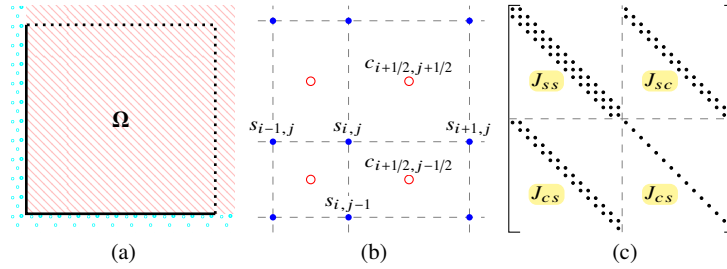 Ω
c_{i+1/2,j+1/2}
s_{i−1,j} s_{i,j} s_{i+1,j}
c_{i+1/2,j−1/2}
s_{i,j−1}
J_{ss} J_{sc}
J_{cs} J_{cs}
(a) (b) (c)